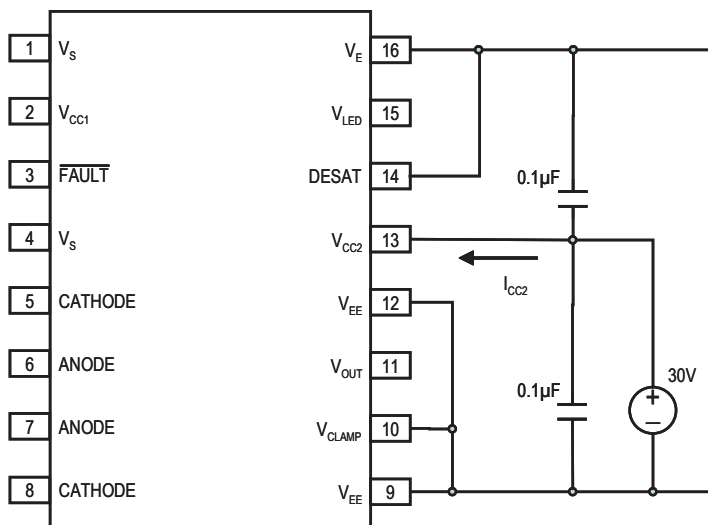 1 V_S
2 V_CC1
3 F̅A̅U̅L̅T̅
4 V_S
5 CATHODE
6 ANODE
7 ANODE
8 CATHODE
V_E 16
V_LED 15
DESAT 14
V_CC2 13
V_EE 12
V_OUT 11
V_CLAMP 10
V_EE 9
0.1µF
I_CC2
0.1µF
30V
+
–